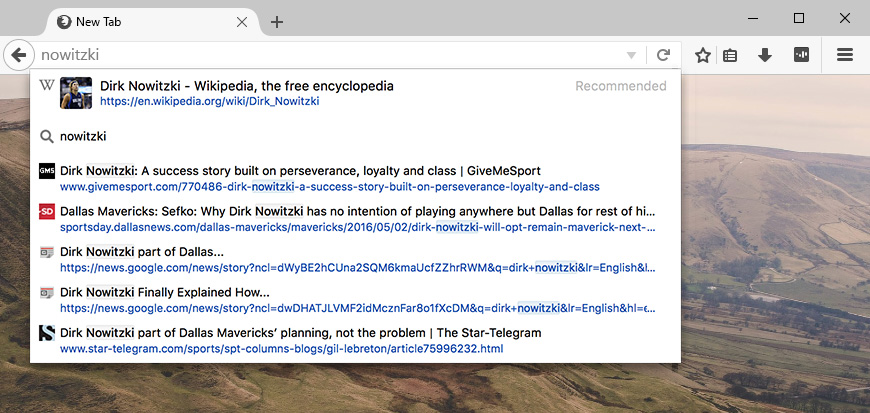 New Tab
nowitzki
W Dirk Nowitzki - Wikipedia, the free encyclopedia Recommended
https://en.wikipedia.org/wiki/Dirk_Nowitzki
nowitzki
GMS Dirk Nowitzki: A success story built on perseverance, loyalty and class | GiveMeSport
www.givemesport.com/770486-dirk-nowitzki-a-success-story-built-on-perseverance-loyalty-and-class
SD Dallas Mavericks: Sefko: Why Dirk Nowitzki has no intention of playing anywhere but Dallas for rest of hi...
sportsday.dallasnews.com/dallas-mavericks/mavericks/2016/05/02/dirk-nowitzki-will-opt-remain-maverick-next-...
Dirk Nowitzki part of Dallas...
https://news.google.com/news/story?ncl=dWyBE2hCUna2SQM6kmaUcfZZhrRWM&q=dirk+nowitzki&lr=English&l...
Dirk Nowitzki Finally Explained How...
https://news.google.com/news/story?ncl=dwDHATJLVMF2idMcznFar8o1fXcDM&q=dirk+nowitzki&lr=English&hl=e...
Dirk Nowitzki part of Dallas Mavericks’ planning, not the problem | The Star-Telegram
www.star-telegram.com/sports/spt-columns-blogs/gil-lebreton/article75996232.html